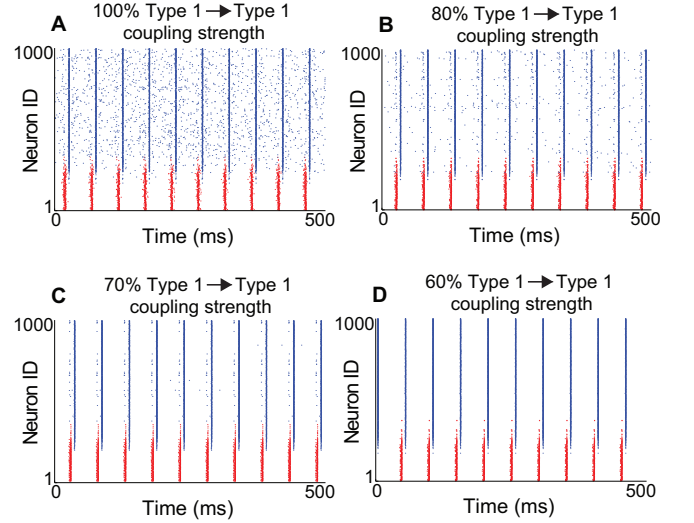 A
100% Type 1 → Type 1
coupling strength
1000
Neuron ID
1
0
500
Time (ms)
B
80% Type 1 → Type 1
coupling strength
1000
Neuron ID
1
0
500
Time (ms)
C
70% Type 1 → Type 1
coupling strength
1000
Neuron ID
1
0
500
Time (ms)
D
60% Type 1 → Type 1
coupling strength
1000
Neuron ID
1
0
500
Time (ms)